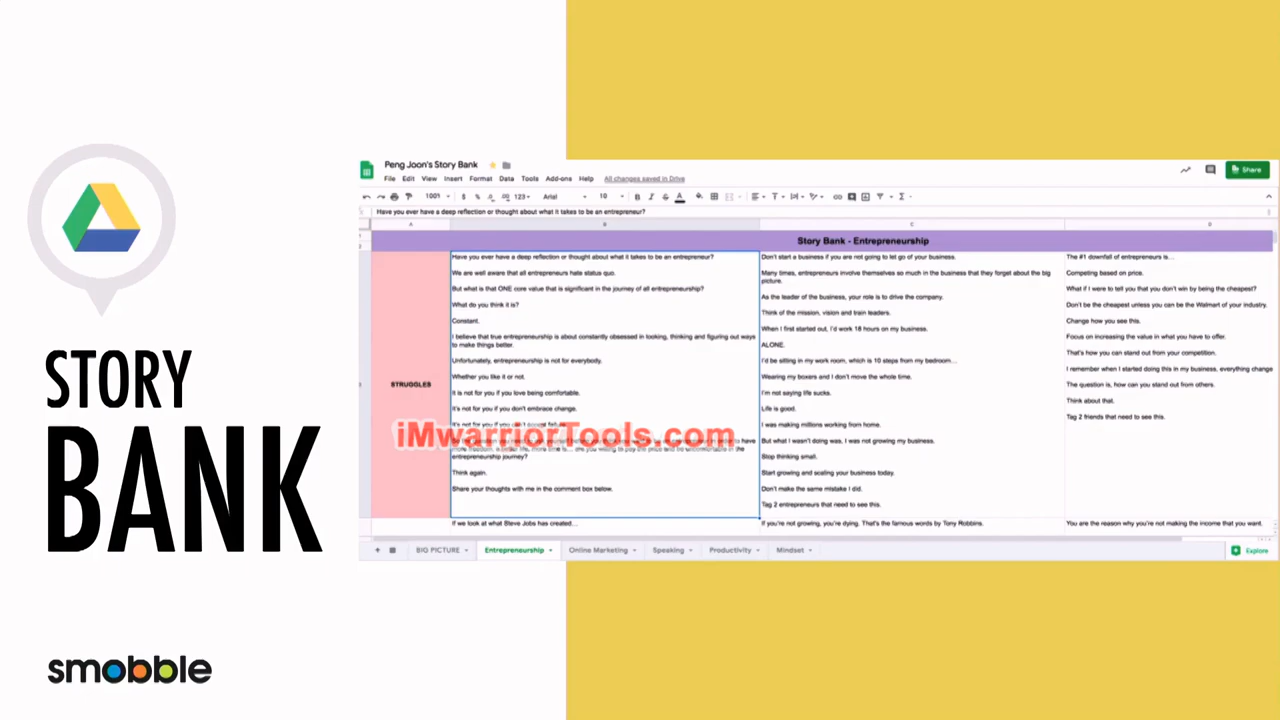 Peng Joon's Story Bank
File Edit View Insert Format Data Tools Add-ons Help All changes saved in Drive
Share
100% $ % .0 .00 123 Arial 10 B I S A
Have you ever have a deep reflection or thought about what it takes to be an entrepreneur?
A B C D
1
2
Story Bank - Entrepreneurship
3
STRUGGLES
Have you ever have a deep reflection or thought about what it takes to be an entrepreneur?
We are well aware that all entrepreneurs hate status quo.
But what is that ONE core value that is significant in the journey of all entrepreneurship?
What do you think it is?
Constant.
I believe that true entrepreneurship is about constantly obsessed in looking, thinking and figuring out ways
to make things better.
Unfortunately, entrepreneurship is not for everybody.
Whether you like it or not.
It is not for you if you love being comfortable.
It's not for you if you don't embrace change.
It's not for you if you
entrepreneurship journey?
Think again.
Share your thoughts with me in the comment box below.
If we look at what Steve Jobs has created…
Don't start a business if you are not going to let go of your business.
Many times, entrepreneurs involve themselves so much in the business that they forget about the big
picture.
As the leader of the business, your role is to drive the company.
Think of the mission, vision and train leaders.
When I first started out, I'd work 18 hours on my business.
ALONE.
I'd be sitting in my work room, which is 10 steps from my bedroom…
Wearing my boxers and I don't move the whole time.
I'm not saying life sucks.
Life is good.
I was making millions working from home.
But what I wasn't doing, was I was not growing my business.
Stop thinking small.
Start growing and scaling your business today.
Don't make the same mistake I did.
Tag 2 entrepreneurs that need to see this.
If you're not growing, you're dying. That's the famous words by Tony Robbins.
The #1 downfall of entrepreneurs is…
Competing based on price.
What if I were to tell you that you don't win by being the cheapest?
Don't be the cheapest unless you can be the Walmart of your industry.
Change how you see this.
Focus on increasing the value in what you have to offer.
That's how you can stand out from your competition.
I remember when I started doing this in my business, everything change
The question is, how can you stand out from others.
Think about that.
Tag 2 friends that need to see this.
You are the reason why you're not making the income that you want.
iMwarriorTools.com
BIG PICTURE Entrepreneurship Online Marketing Speaking Productivity Mindset
Explore
STORY
BANK
smobble